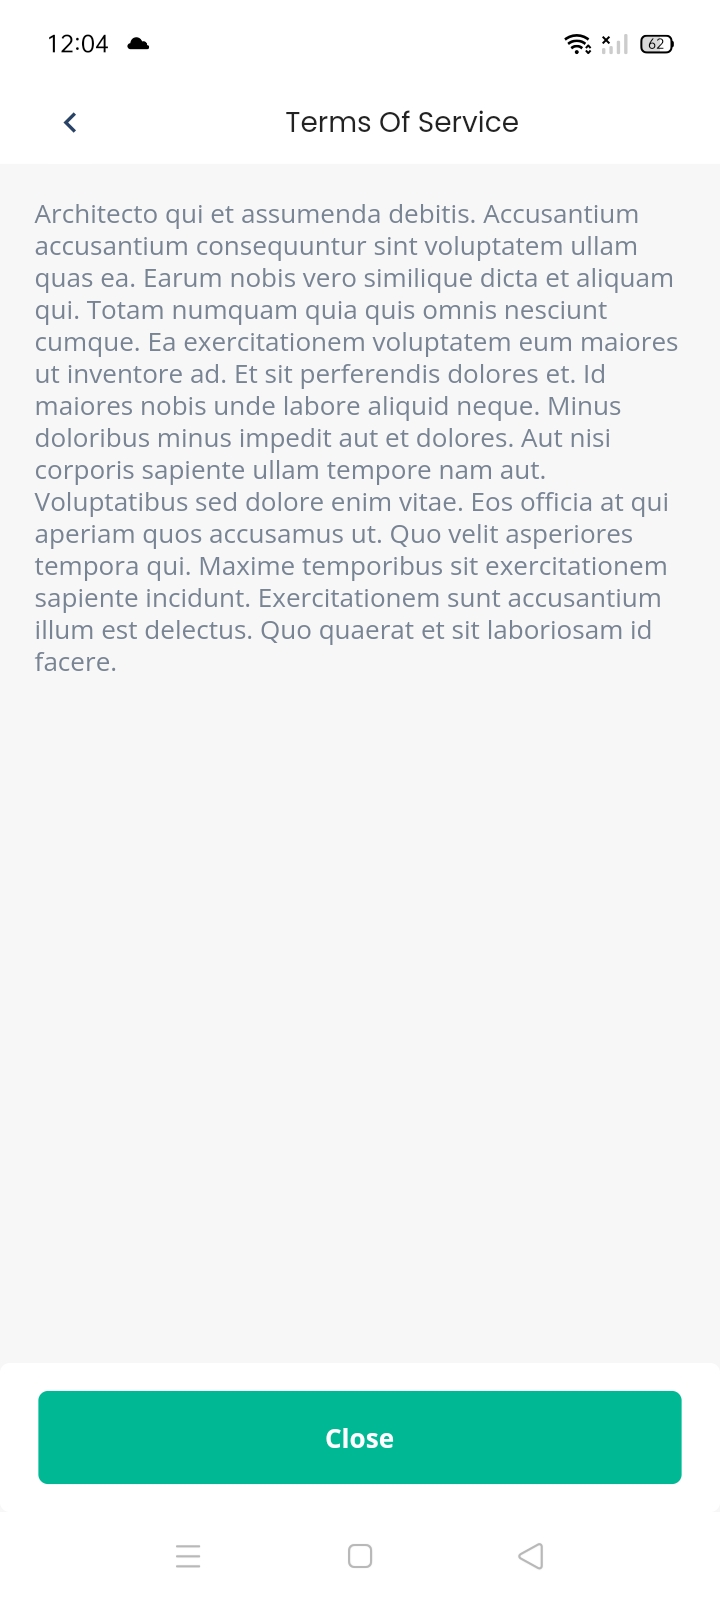 12:04
62
Terms Of Service
Architecto qui et assumenda debitis. Accusantium
accusantium consequuntur sint voluptatem ullam
quas ea. Earum nobis vero similique dicta et aliquam
qui. Totam numquam quia quis omnis nesciunt
cumque. Ea exercitationem voluptatem eum maiores
ut inventore ad. Et sit perferendis dolores et. Id
maiores nobis unde labore aliquid neque. Minus
doloribus minus impedit aut et dolores. Aut nisi
corporis sapiente ullam tempore nam aut.
Voluptatibus sed dolore enim vitae. Eos officia at qui
aperiam quos accusamus ut. Quo velit asperiores
tempora qui. Maxime temporibus sit exercitationem
sapiente incidunt. Exercitationem sunt accusantium
illum est delectus. Quo quaerat et sit laboriosam id
facere.
Close